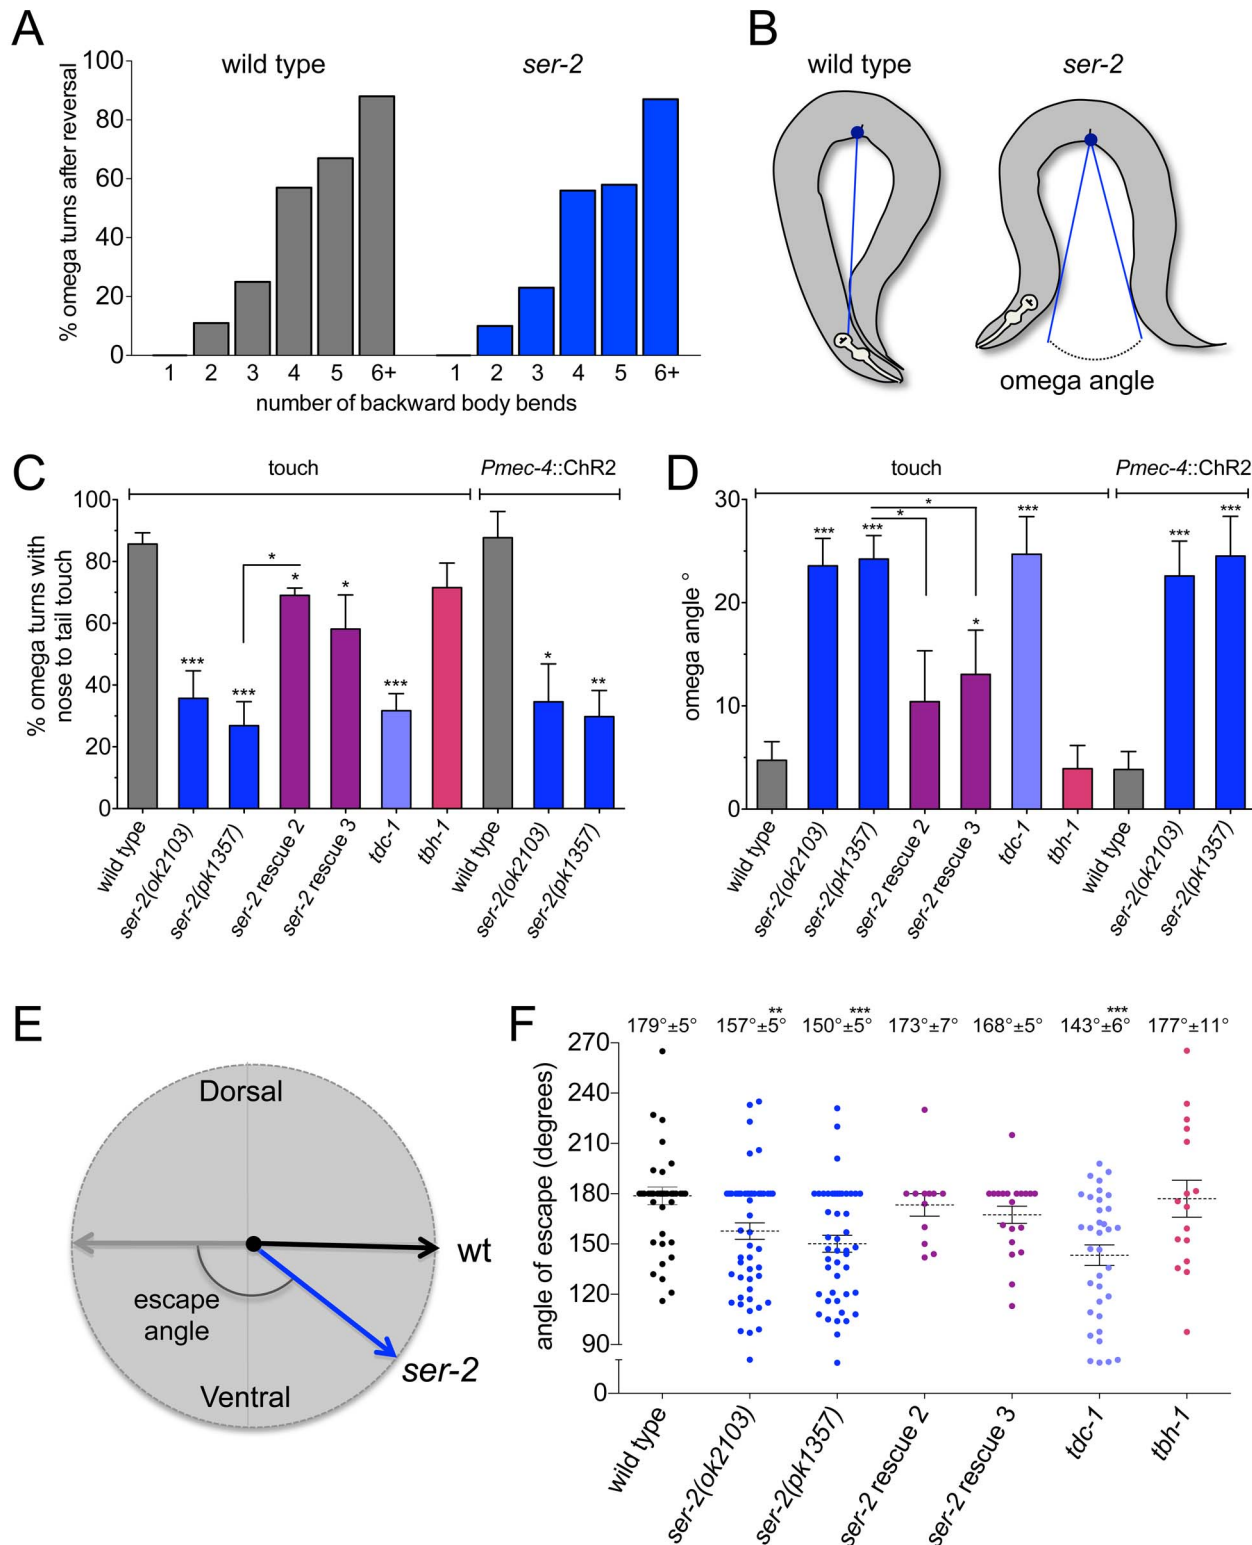 A
wild type
ser-2
100
80
60
40
20
0
% omega turns after reversal
1 2 3 4 5 6+ 1 2 3 4 5 6+
number of backward body bends
B
wild type
ser-2
omega angle
C
touch
Pmec-4::ChR2
100
80
60
40
20
0
% omega turns with
nose to tail touch
*** *** * * * *** * **
wild type
ser-2(ok2103)
ser-2(pk1357)
ser-2 rescue 2
ser-2 rescue 3
tdc-1
tbh-1
wild type
ser-2(ok2103)
ser-2(pk1357)
D
touch
Pmec-4::ChR2
30
20
10
0
omega angle °
*** *** * * * *** *** ***
wild type
ser-2(ok2103)
ser-2(pk1357)
ser-2 rescue 2
ser-2 rescue 3
tdc-1
tbh-1
wild type
ser-2(ok2103)
ser-2(pk1357)
E
Dorsal
wt
escape
angle
ser-2
Ventral
F
** *** ***
179°±5° 157°±5° 150°±5° 173°±7° 168°±5° 143°±6° 177°±11°
270
240
210
180
150
120
90
0
angle of escape (degrees)
wild type
ser-2(ok2103)
ser-2(pk1357)
ser-2 rescue 2
ser-2 rescue 3
tdc-1
tbh-1